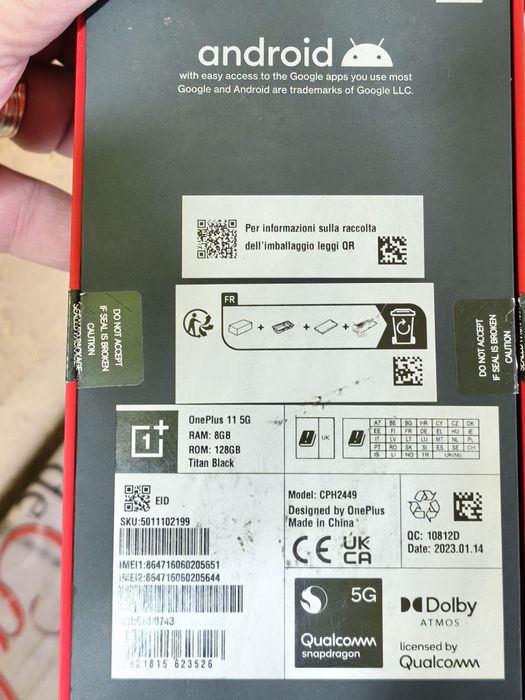 android
with easy access to the Google apps you use most
Google and Android are trademarks of Google LLC.
Per informazioni sulla raccolta
dell'imballaggio leggi QR
FR
+ + +
DO NOT ACCEPT
IF SEAL IS BROKEN
CAUTION
DO NOT ACCEPT
IF SEAL IS BROKEN
CAUTION
1+
OnePlus 11 5G
RAM: 8GB
ROM: 128GB
Titan Black
UK
AT BE BG HR CY CZ DK
EE FI FR DE EL HU IE
IT LV LT LU MT NL PL
PT RO SK SI ES SE CH
IS LI NO TR UK(NI)
EID
SKU:5011102199
IMEI1:864716060205651
IMEI2:864716060205644
Model: CPH2449
Designed by OnePlus
Made in China
CE UK
CA
QC: 10812D
Date: 2023.01.14
5G
Qualcomm
snapdragon
Dolby
ATMOS
licensed by
Qualcomm
623526